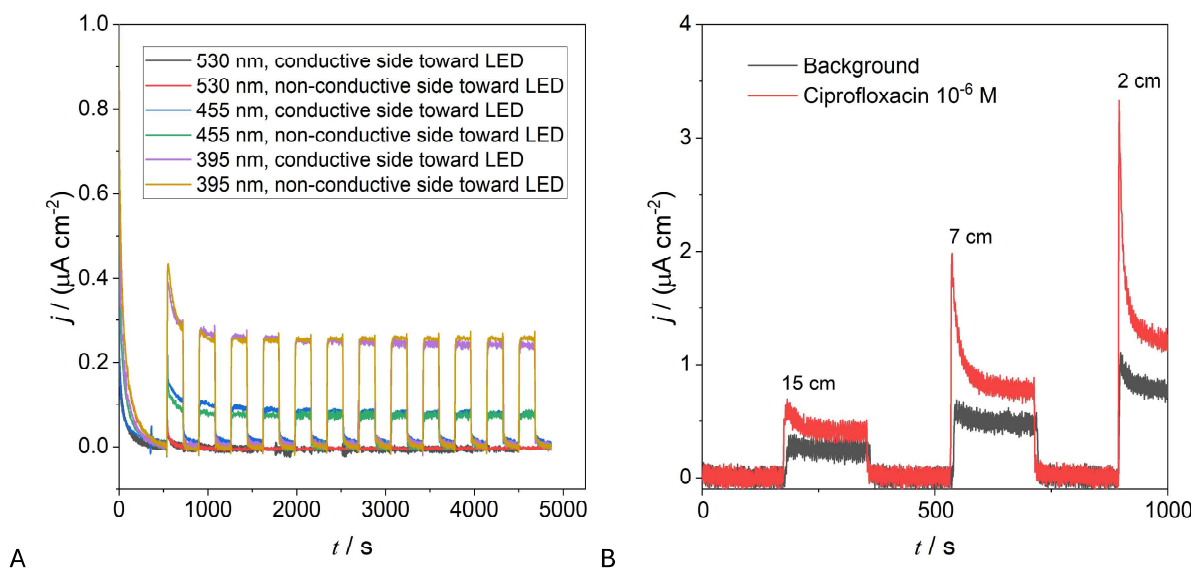 1.0
0.8
0.6
0.4
0.2
0.0
j / (μA cm⁻²)
530 nm, conductive side toward LED
530 nm, non-conductive side toward LED
455 nm, conductive side toward LED
455 nm, non-conductive side toward LED
395 nm, conductive side toward LED
395 nm, non-conductive side toward LED
0 1000 2000 3000 4000 5000
t / s
A
4
3
2
1
0
j / (μA cm⁻²)
Background
Ciprofloxacin 10⁻⁶ M
2 cm
7 cm
15 cm
0 500 1000
t / s
B